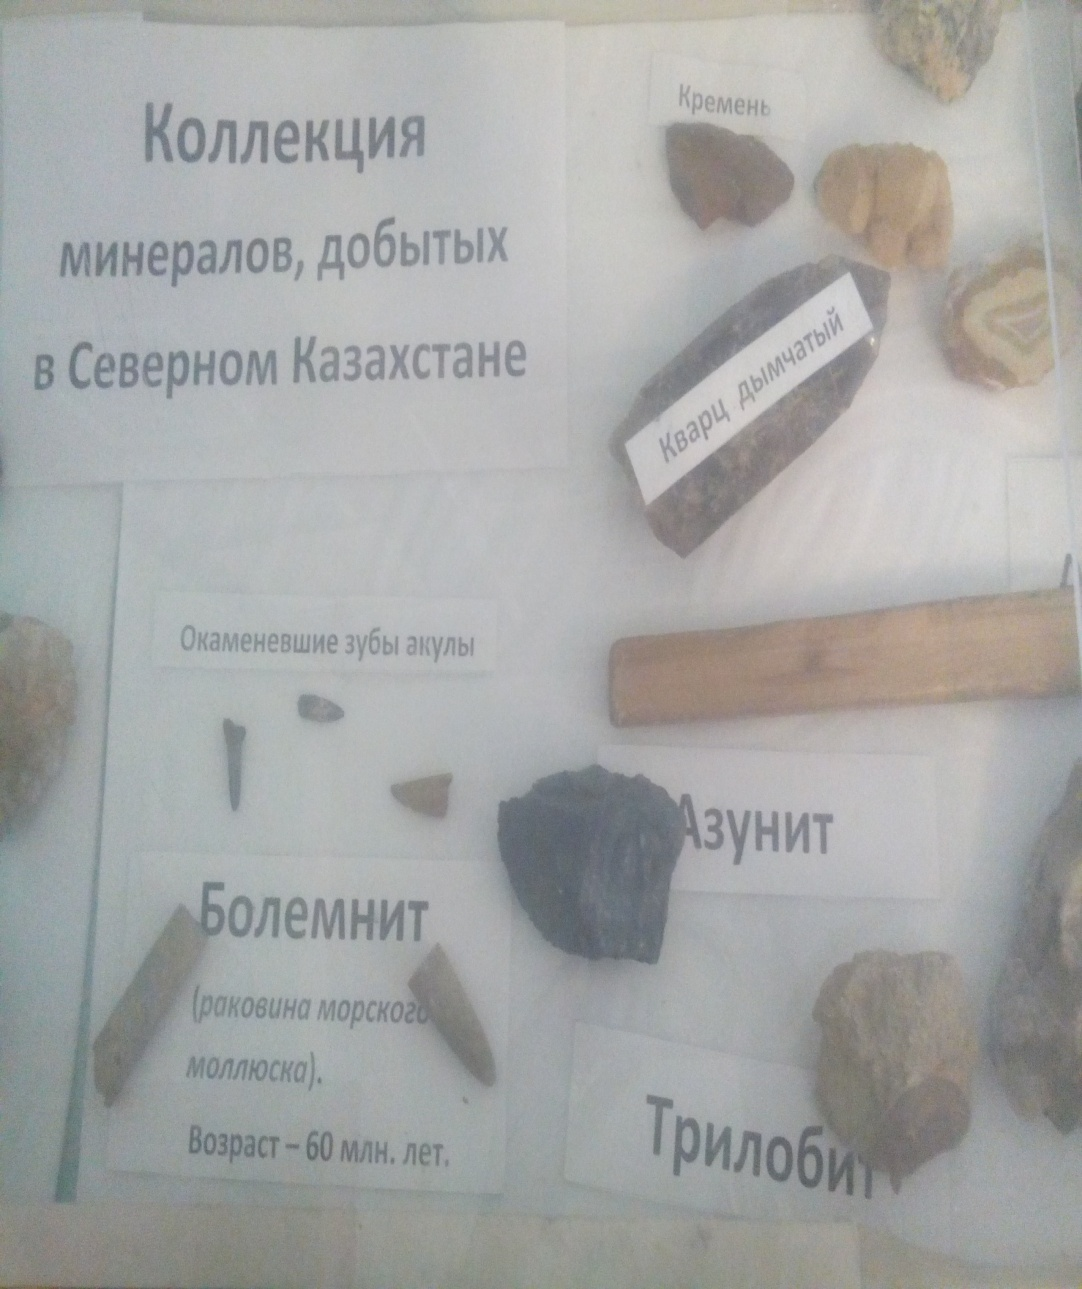 Коллекция
минералов, добытых
в Северном Казахстане
Кремень
Кварц дымчатый
Окаменевшие зубы акулы
Азунит
Болемнит
(раковина морского
моллюска).
Возраст – 60 млн. лет.
Трилобит